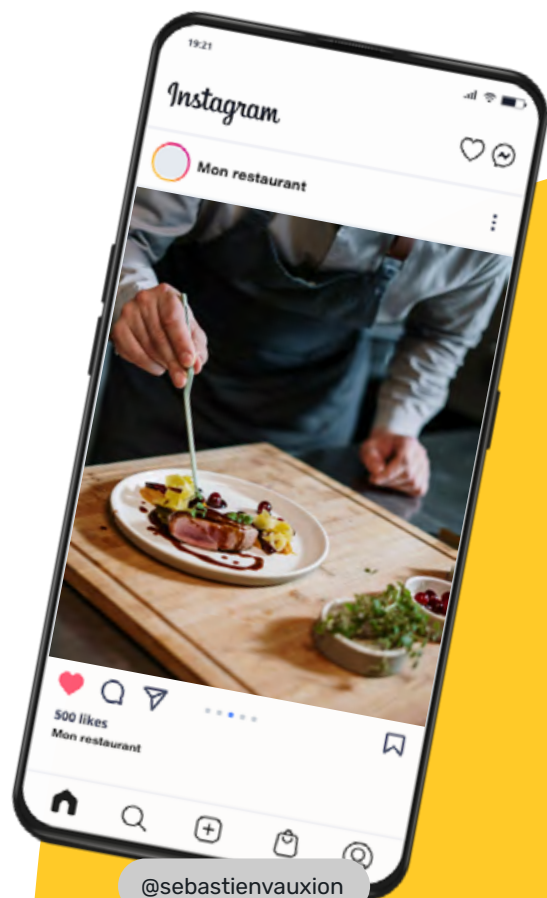 19:21
Instagram
Mon restaurant
500 likes
Mon restaurant
@sebastienvauxion